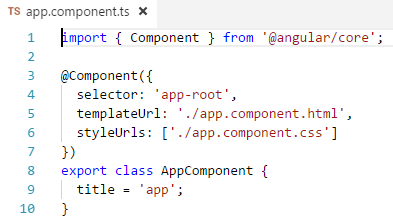 TS app.component.ts ×
1 import { Component } from '@angular/core';
2
3 @Component({
4   selector: 'app-root',
5   templateUrl: './app.component.html',
6   styleUrls: ['./app.component.css']
7 })
8 export class AppComponent {
9   title = 'app';
10 }